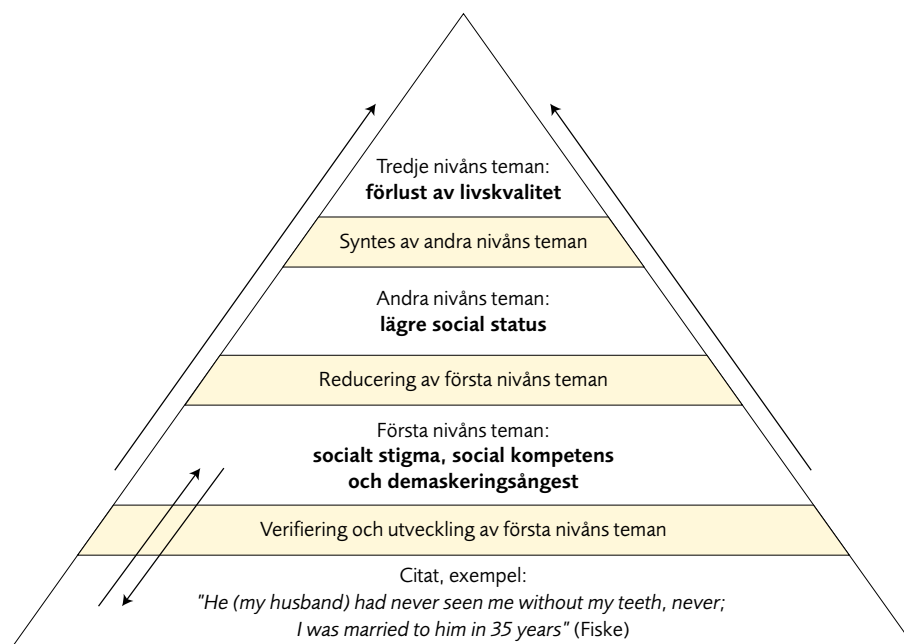 Tredje nivåns teman:
förlust av livskvalitet
Syntes av andra nivåns teman
Andra nivåns teman:
lägre social status
Reducering av första nivåns teman
Första nivåns teman:
socialt stigma, social kompetens
och demaskeringsångest
Verifiering och utveckling av första nivåns teman
Citat, exempel:
"He (my husband) had never seen me without my teeth, never;
I was married to him in 35 years" (Fiske)